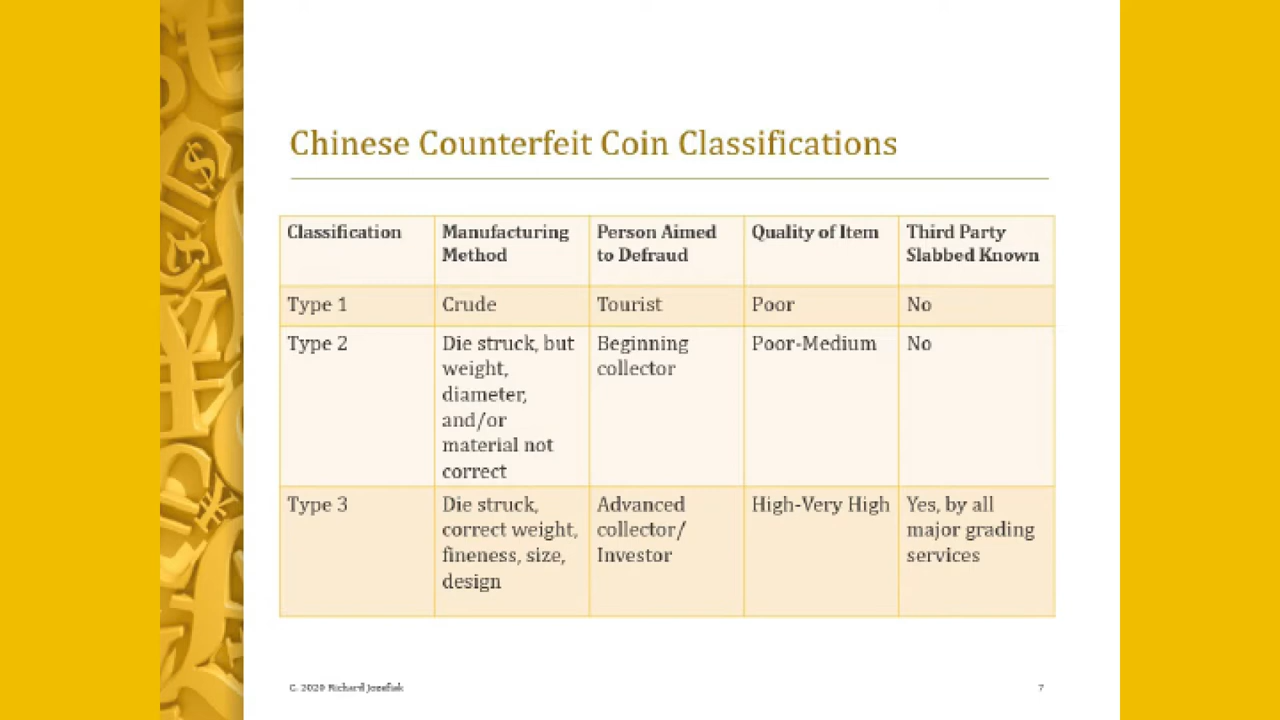 Chinese Counterfeit Coin Classifications
Classification
Manufacturing
Method
Person Aimed
to Defraud
Quality of Item
Third Party
Slabbed Known
Type 1
Crude
Tourist
Poor
No
Type 2
Die struck, but
weight,
diameter,
and/or
material not
correct
Beginning
collector
Poor-Medium
No
Type 3
Die struck,
correct weight,
fineness, size,
design
Advanced
collector/
Investor
High-Very High
Yes, by all
major grading
services
C. 2020 Richard Jozefiak
7